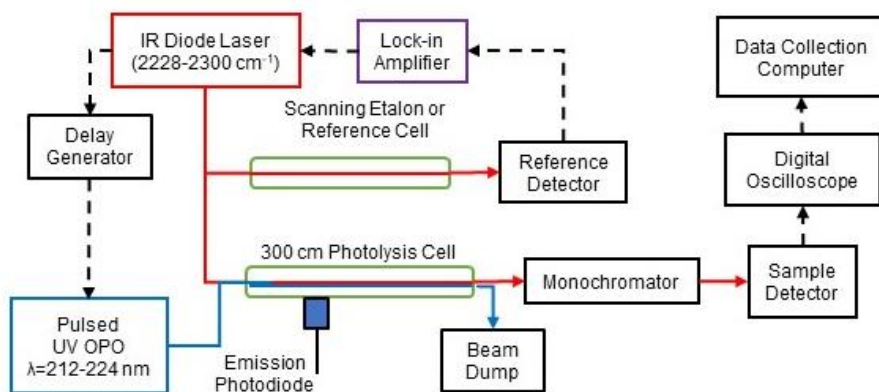 IR Diode Laser
(2228-2300 cm⁻¹)
Lock-in
Amplifier
Data Collection
Computer
Scanning Etalon or
Reference Cell
Delay
Generator
Reference
Detector
Digital
Oscilloscope
300 cm Photolysis Cell
Monochromator
Sample
Detector
Pulsed
UV OPO
λ=212-224 nm
Emission
Photodiode
Beam
Dump